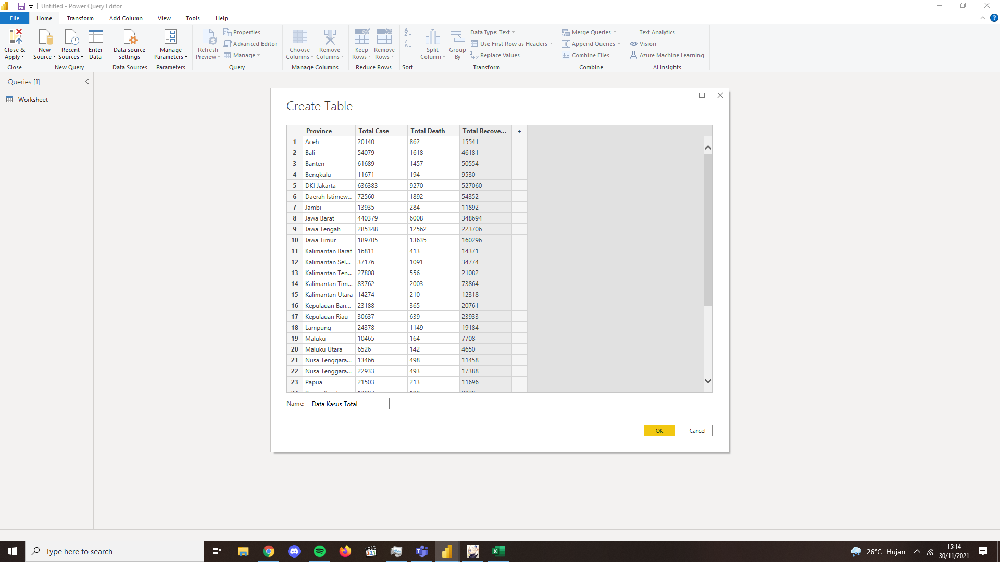 Untitled - Power Query Editor
File Home Transform Add Column View Tools Help
Close & Apply
New Source
Recent Sources
Enter Data
Data source settings
Manage Parameters
Refresh Preview
Properties
Advanced Editor
Manage
Choose Columns
Remove Columns
Keep Rows
Remove Rows
Split Column
Group By
Data Type: Text
Use First Row as Headers
Replace Values
Merge Queries
Append Queries
Combine Files
Text Analytics
Vision
Azure Machine Learning
Close New Query Data Sources Parameters Query Manage Columns Reduce Rows Sort Transform Combine AI Insights
Queries [1]
Worksheet
Create Table
Province Total Case Total Death Total Recove... +
1 Aceh 20140 862 15541
2 Bali 54079 1618 46181
3 Banten 61689 1457 50554
4 Bengkulu 11671 194 9530
5 DKI Jakarta 636383 9270 527060
6 Daerah Istimew... 72560 1892 54352
7 Jambi 13935 284 11892
8 Jawa Barat 440379 6008 348694
9 Jawa Tengah 285348 12562 223706
10 Jawa Timur 189705 13635 160296
11 Kalimantan Barat 16811 413 14371
12 Kalimantan Sel... 37176 1091 34774
13 Kalimantan Ten... 27808 556 21082
14 Kalimantan Tim... 83762 2003 73864
15 Kalimantan Utara 14274 210 12318
16 Kepulauan Ban... 23188 365 20761
17 Kepulauan Riau 30637 639 23933
18 Lampung 24378 1149 19184
19 Maluku 10465 164 7708
20 Maluku Utara 6526 142 4650
21 Nusa Tenggara... 13466 498 11458
22 Nusa Tenggara... 22933 493 17388
23 Papua 21503 213 11696
Name: Data Kasus Total
OK Cancel
Type here to search
26°C Hujan
15:14
30/11/2021